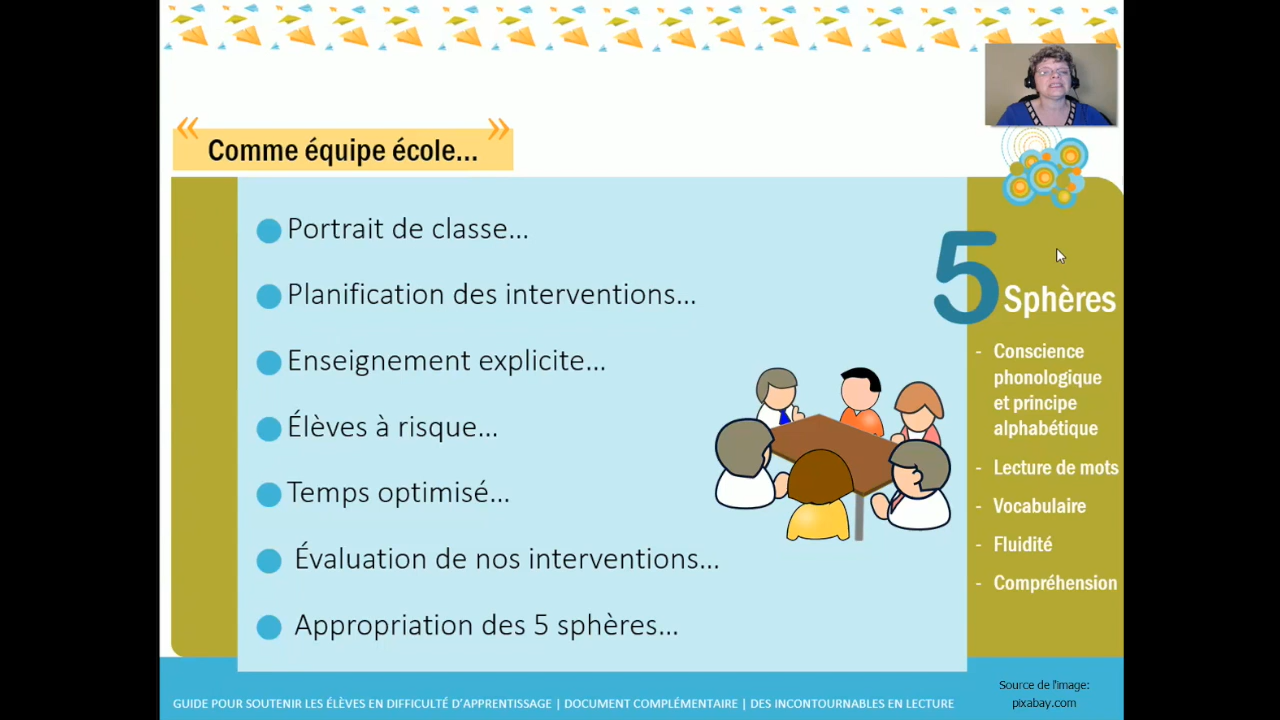 « Comme équipe école... »
Portrait de classe...
Planification des interventions...
Enseignement explicite...
Élèves à risque...
Temps optimisé...
Évaluation de nos interventions...
Appropriation des 5 sphères...
5 Sphères
- Conscience
phonologique
et principe
alphabétique
- Lecture de mots
- Vocabulaire
- Fluidité
- Compréhension
GUIDE POUR SOUTENIR LES ÉLÈVES EN DIFFICULTÉ D'APPRENTISSAGE | DOCUMENT COMPLÉMENTAIRE | DES INCONTOURNABLES EN LECTURE
Source de l'image:
pixabay.com